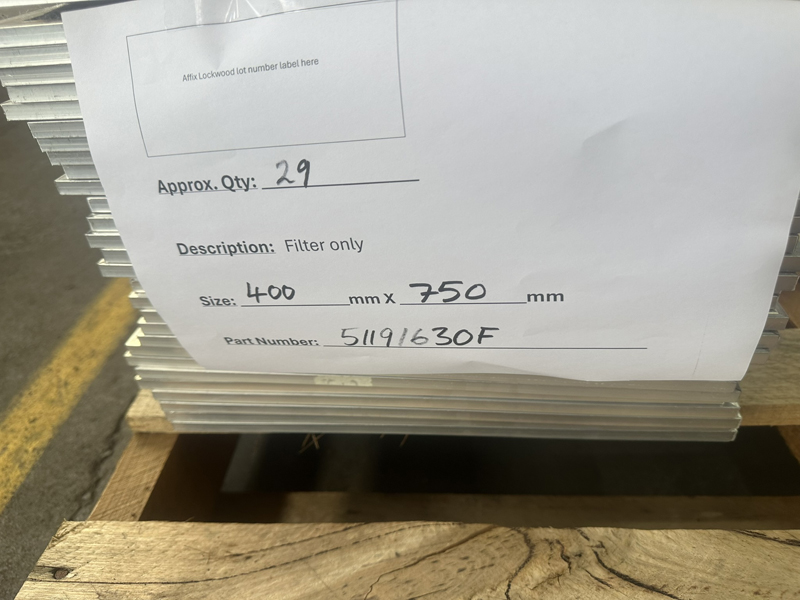 Affix Lockwood lot number label here
Approx. Qty: 29
Description: Filter only
Size: 400 mm X 750 mm
Part Number: 51191630F